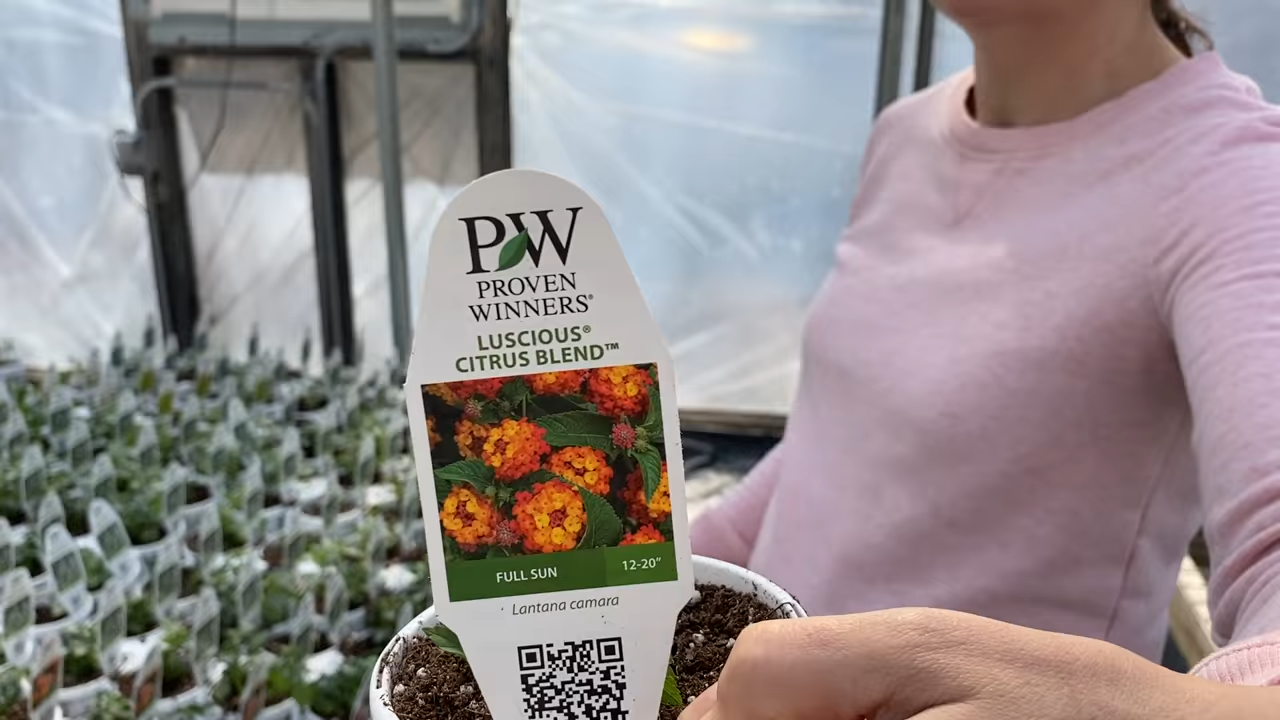 PW
PROVEN
WINNERS®
LUSCIOUS®
CITRUS BLEND™
FULL SUN 12-20"
Lantana camara